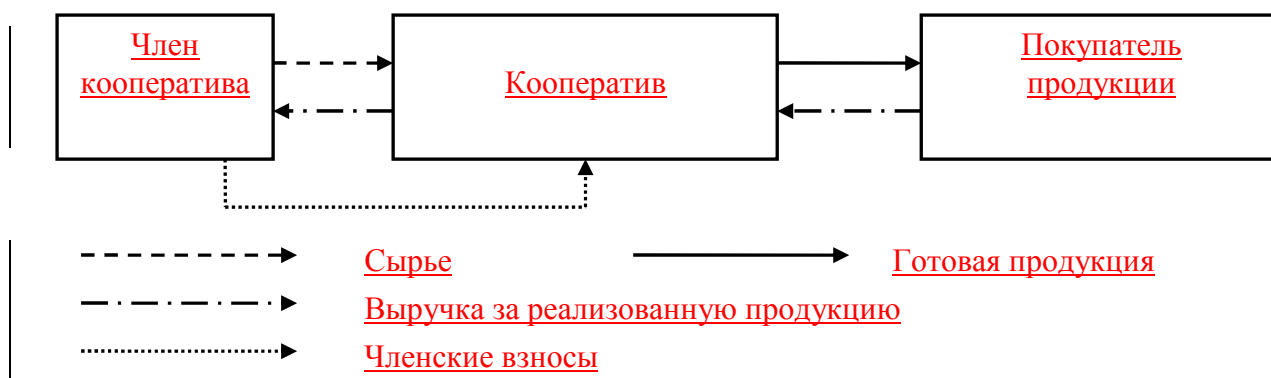 Член
кооператива
Кооператив
Покупатель
продукции
Сырье
Готовая продукция
Выручка за реализованную продукцию
Членские взносы